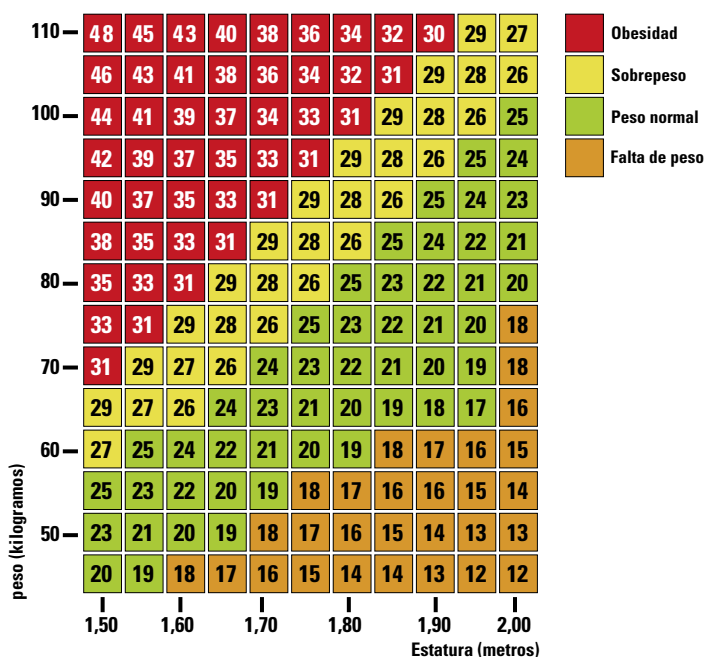 110 48 45 43 40 38 36 34 32 30 29 27
46 43 41 38 36 34 32 31 29 28 26
100 44 41 39 37 34 33 31 29 28 26 25
42 39 37 35 33 31 29 28 26 25 24
90 40 37 35 33 31 29 28 26 25 24 23
38 35 33 31 29 28 26 25 24 22 21
80 35 33 31 29 28 26 25 23 22 21 20
33 31 29 28 26 25 23 22 21 20 18
70 31 29 27 26 24 23 22 21 20 19 18
29 27 26 24 23 21 20 19 18 17 16
60 27 25 24 22 21 20 19 18 17 16 15
25 23 22 20 19 18 17 16 16 15 14
50 23 21 20 19 18 17 16 15 14 13 13
20 19 18 17 16 15 14 14 13 12 12
1,50 1,60 1,70 1,80 1,90 2,00
Estatura (metros)
peso (kilogramos)
Obesidad
Sobrepeso
Peso normal
Falta de peso